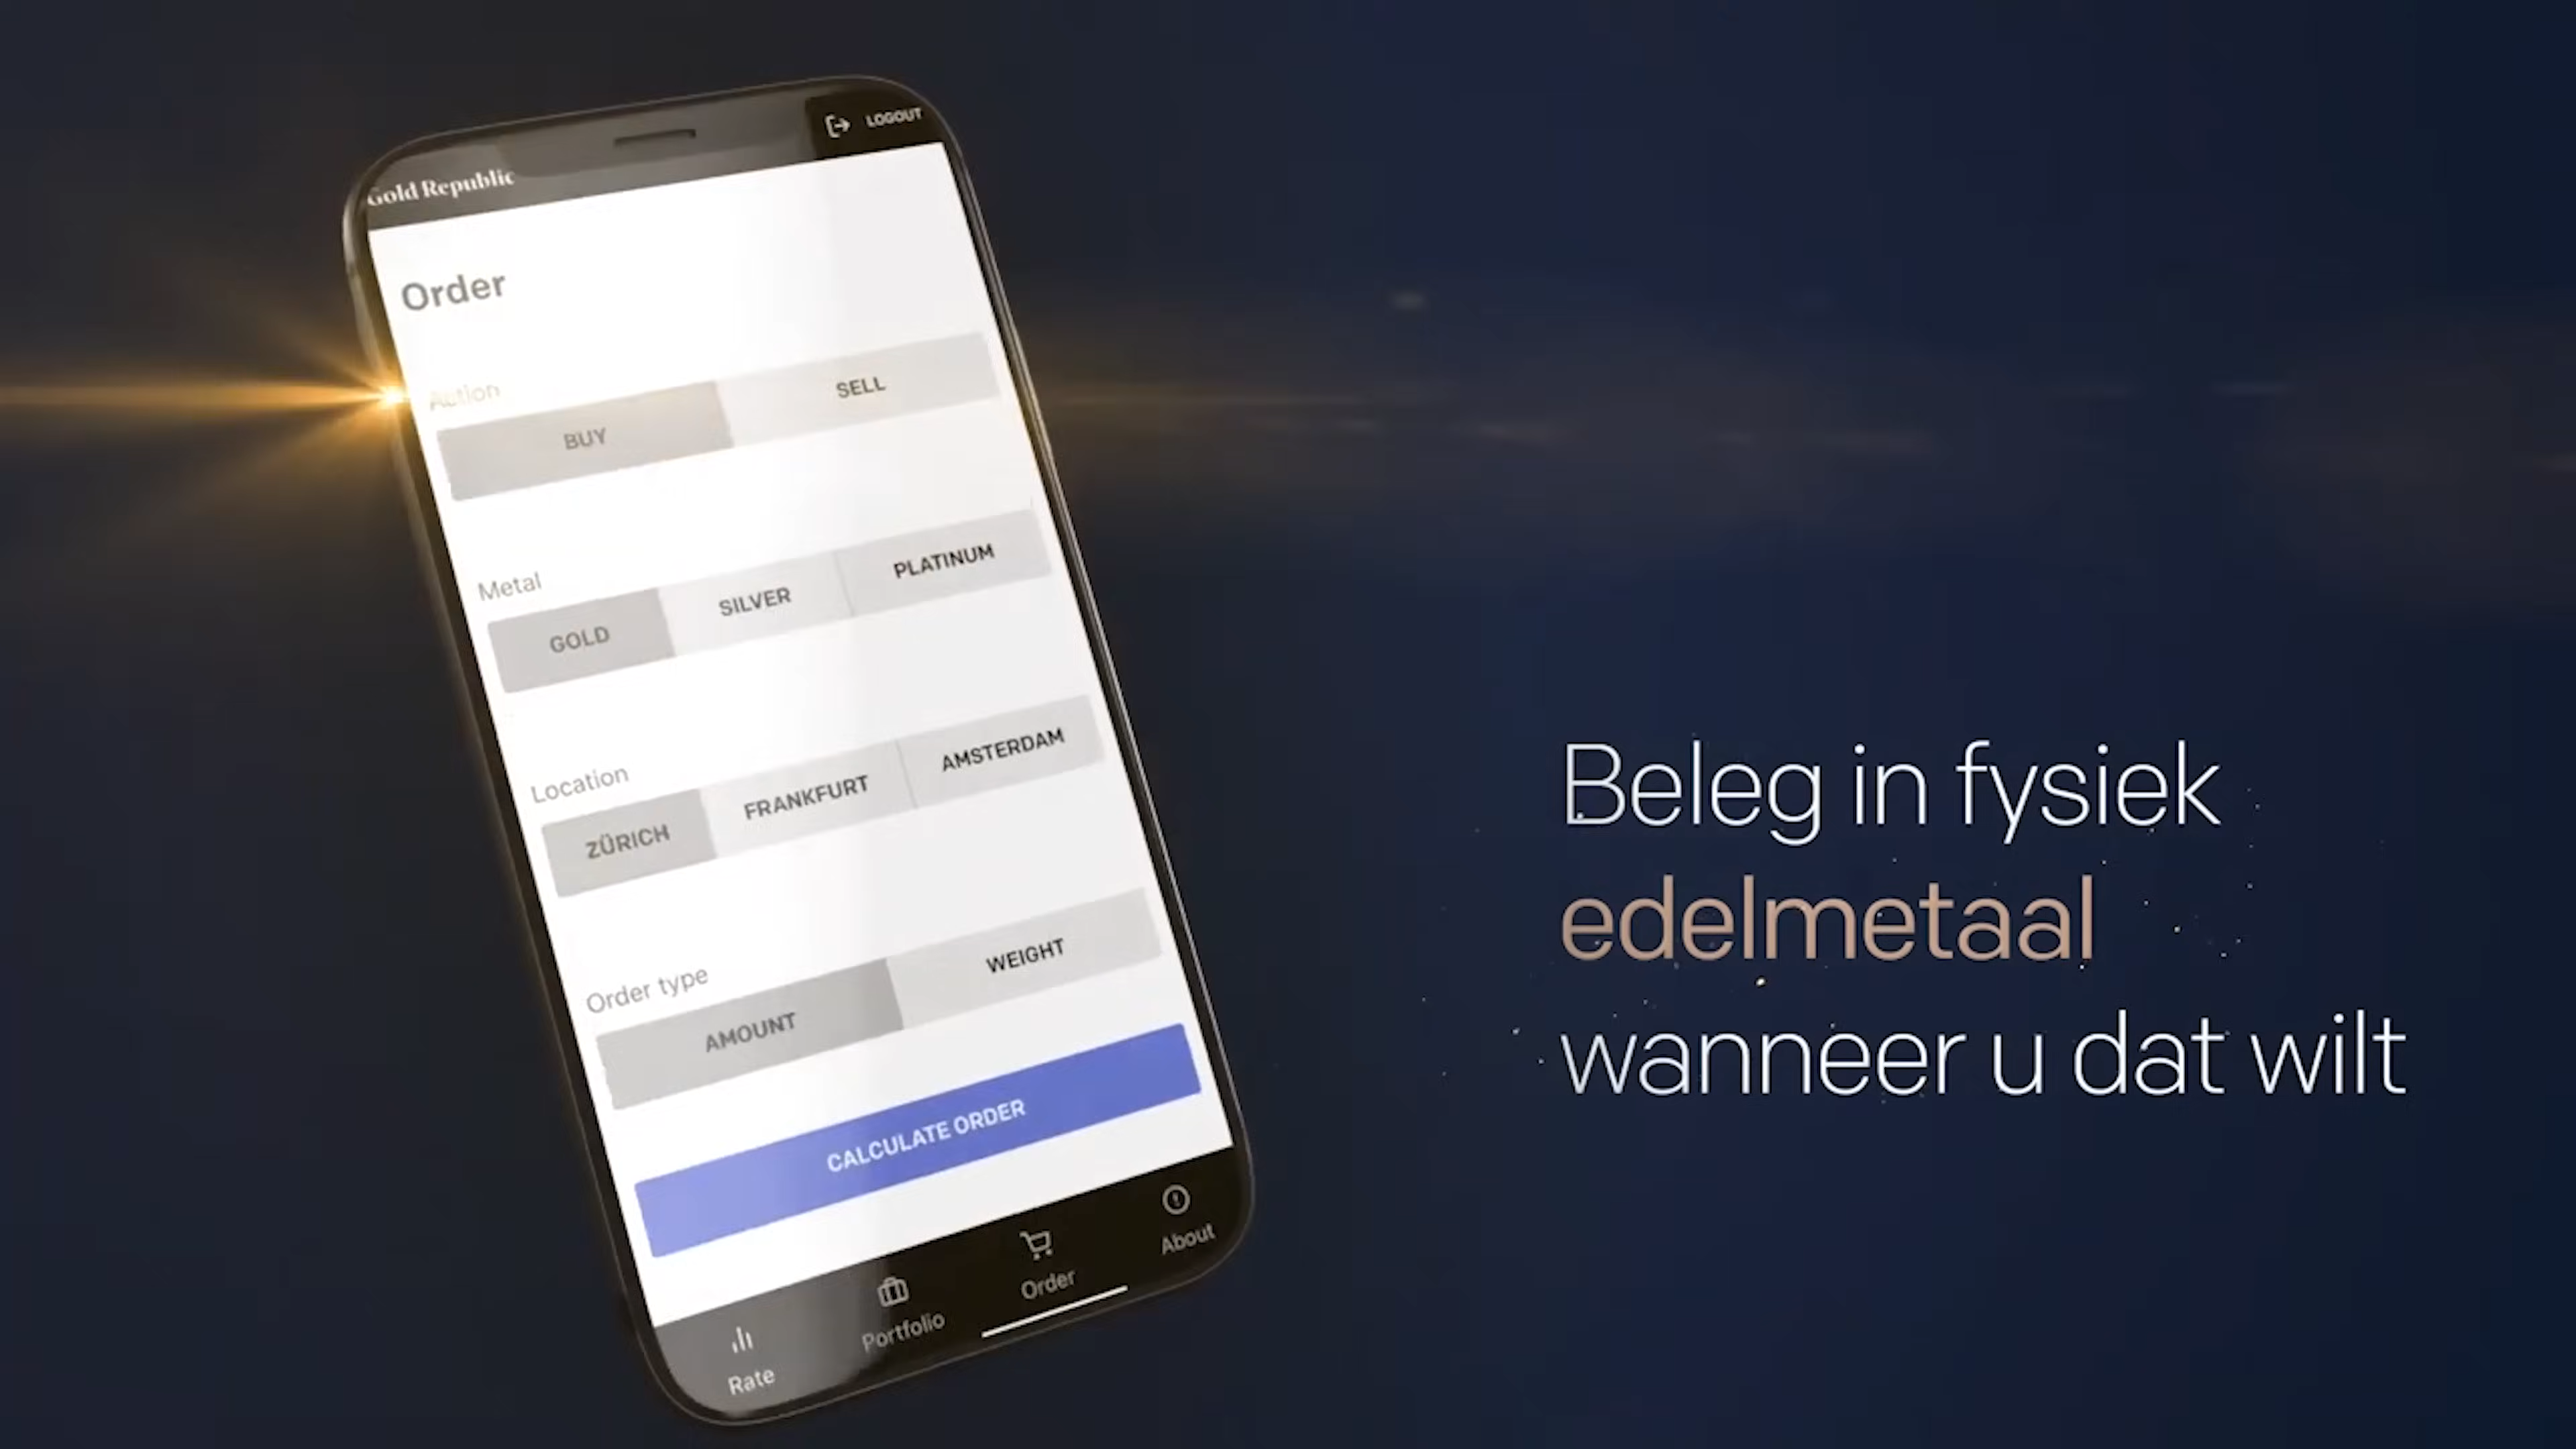 Gold Republic
LOGOUT
Order
Action
BUY SELL
Metal
GOLD SILVER PLATINUM
Location
ZÜRICH FRANKFURT AMSTERDAM
Order type
AMOUNT WEIGHT
CALCULATE ORDER
Rate Portfolio Order About
Beleg in fysiek
edelmetaal
wanneer u dat wilt